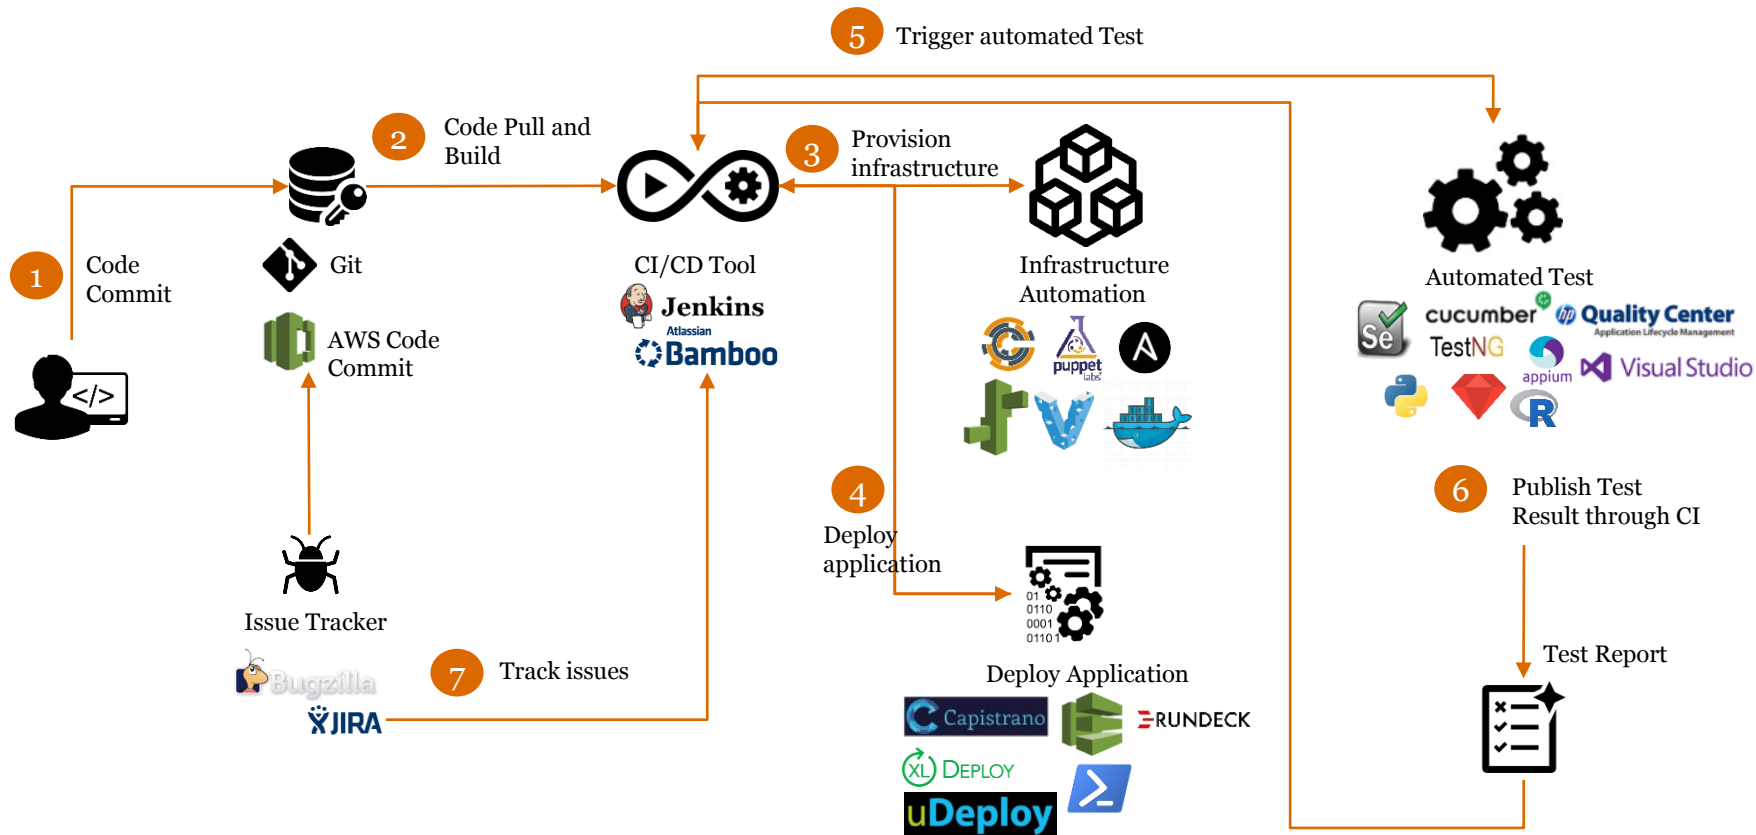 5
Trigger automated Test
2
Code Pull and
Build
3
Provision
infrastructure
1
Code
Commit
Git
AWS Code
Commit
</>
CI/CD Tool
Jenkins
Atlassian
Bamboo
Infrastructure
Automation
puppet
labs
A
Automated Test
Se
cucumber
hp Quality Center
Application Lifecycle Management
TestNG
appium
Visual Studio
R
4
Deploy
application
6
Publish Test
Result through CI
01
0110
0001
01101
Issue Tracker
Bugzilla
JIRA
7
Track issues
Deploy Application
Capistrano
RUNDECK
XL DEPLOY
uDeploy
Test Report